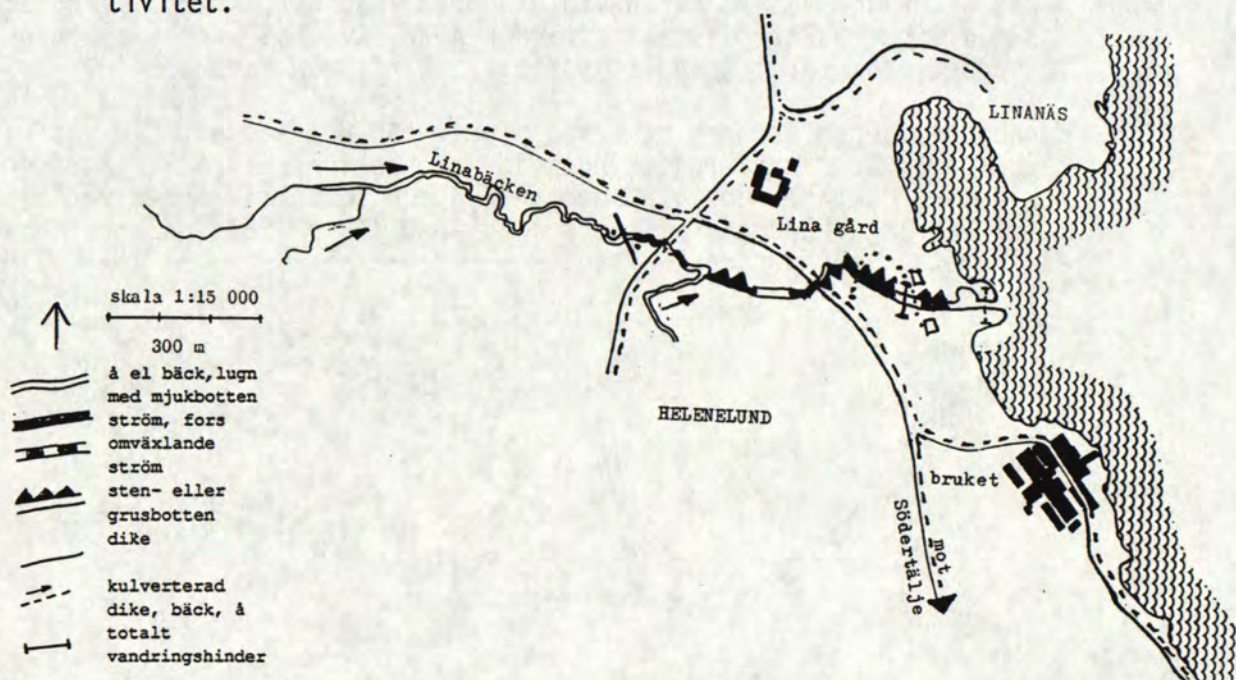 tivitet.
LINANÄS
Linabäcken
Lina gård
skala 1:15 000
300 m
å el bäck, lugn
med mjukbotten
ström, fors
omväxlande
ström
sten- eller
grusbotten
dike
kulverterad
dike, bäck, å
totalt
vandringshinder
HELENELUND
bruket
mot
Södertälje